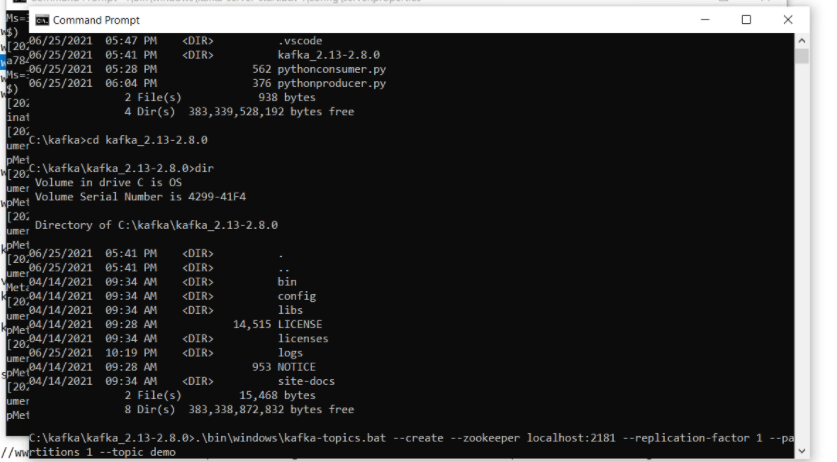 Command Prompt
06/25/2021  05:47 PM    <DIR>          .vscode
06/25/2021  05:41 PM    <DIR>          kafka_2.13-2.8.0
06/25/2021  05:28 PM               562 pythonconsumer.py
06/25/2021  06:04 PM               376 pythonproducer.py
2 File(s)            938 bytes
4 Dir(s)  383,339,528,192 bytes free
C:\kafka>cd kafka_2.13-2.8.0
C:\kafka\kafka_2.13-2.8.0>dir
Volume in drive C is OS
Volume Serial Number is 4299-41F4
Directory of C:\kafka\kafka_2.13-2.8.0
06/25/2021  05:41 PM    <DIR>          .
06/25/2021  05:41 PM    <DIR>          ..
04/14/2021  09:34 AM    <DIR>          bin
04/14/2021  09:34 AM    <DIR>          config
04/14/2021  09:34 AM    <DIR>          libs
04/14/2021  09:28 AM            14,515 LICENSE
04/14/2021  09:34 AM    <DIR>          licenses
06/25/2021  10:19 PM    <DIR>          logs
04/14/2021  09:28 AM               953 NOTICE
04/14/2021  09:34 AM    <DIR>          site-docs
2 File(s)         15,468 bytes
8 Dir(s)  383,338,872,832 bytes free
C:\kafka\kafka_2.13-2.8.0>.\bin\windows\kafka-topics.bat --create --zookeeper localhost:2181 --replication-factor 1 --pa
rtitions 1 --topic demo